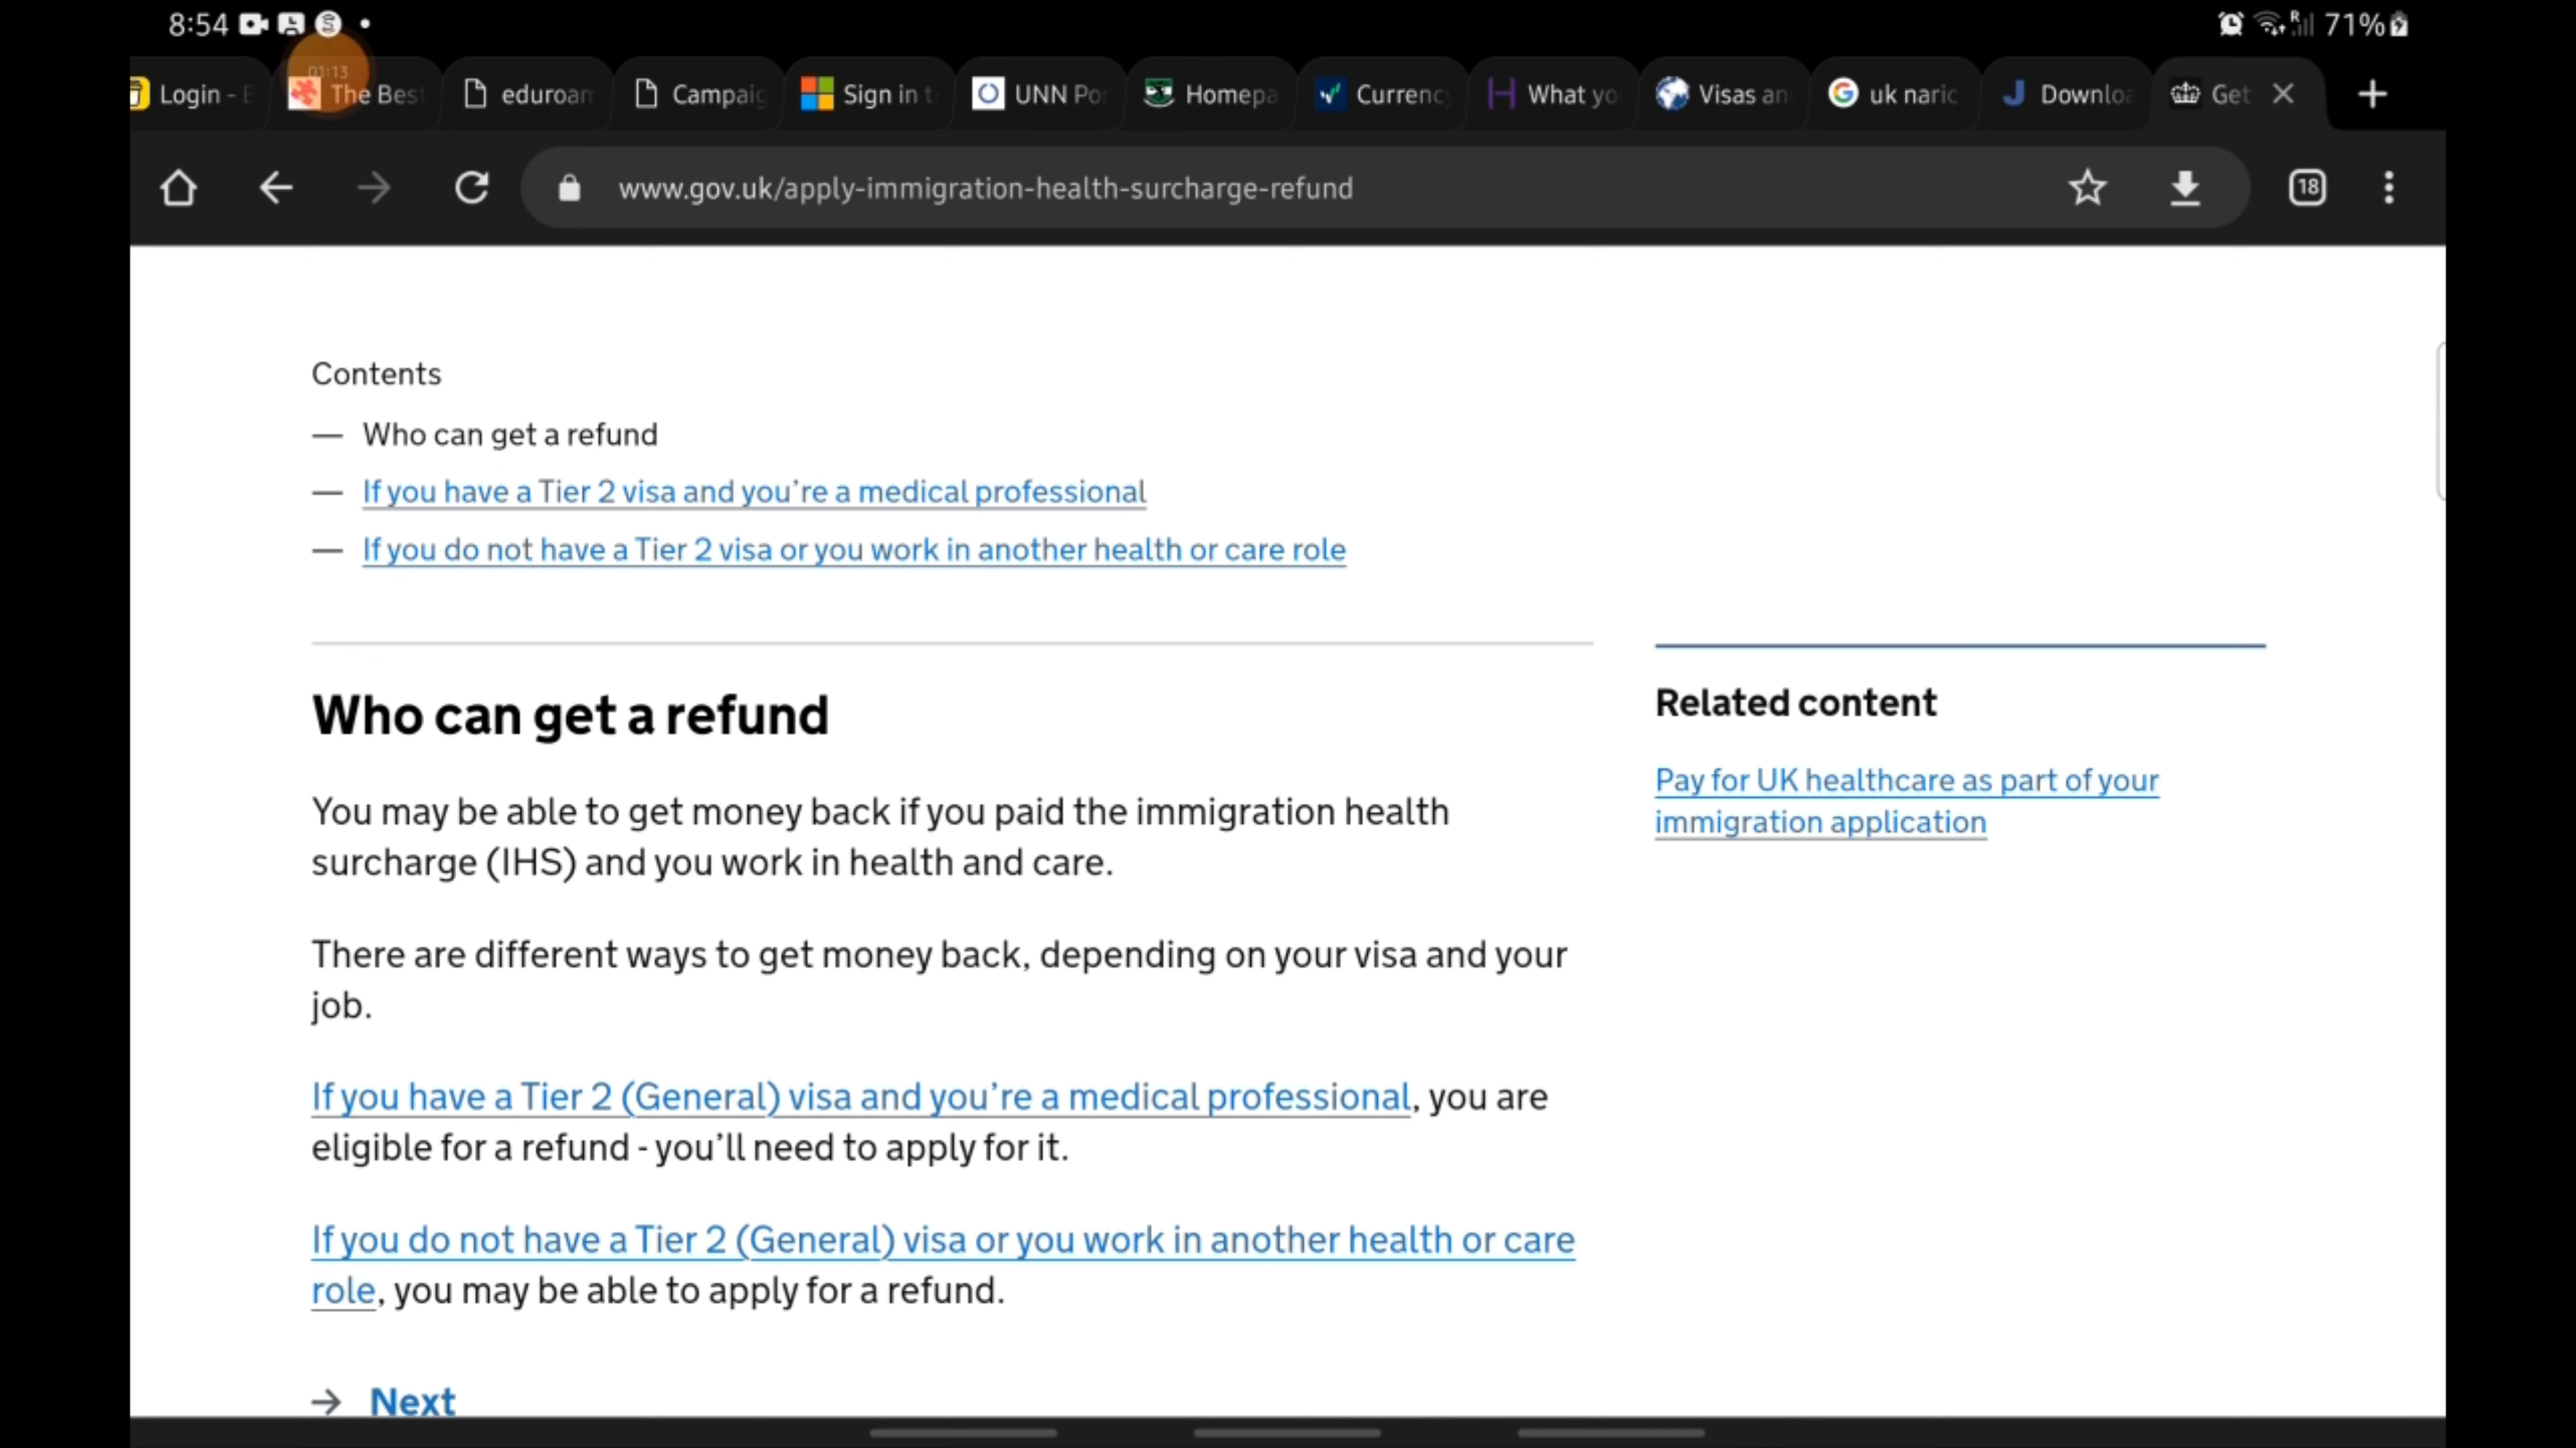 8:54
71%
01:13
Login -
The Bes
eduroam
Campaig
Sign in t
UNN Po
Homepa
Currenc
What yo
Visas an
uk naric
Downloa
Get
www.gov.uk/apply-immigration-health-surcharge-refund
18
Contents
— Who can get a refund
— If you have a Tier 2 visa and you’re a medical professional
— If you do not have a Tier 2 visa or you work in another health or care role
Who can get a refund
You may be able to get money back if you paid the immigration health
surcharge (IHS) and you work in health and care.
There are different ways to get money back, depending on your visa and your
job.
If you have a Tier 2 (General) visa and you’re a medical professional, you are
eligible for a refund - you’ll need to apply for it.
If you do not have a Tier 2 (General) visa or you work in another health or care
role, you may be able to apply for a refund.
→ Next
Related content
Pay for UK healthcare as part of your
immigration application